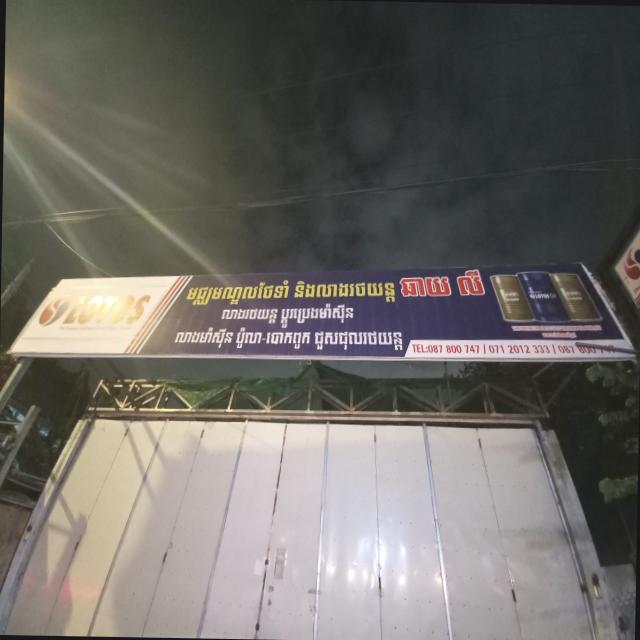 LOTOS
មជ្ឈមណ្ឌលថែទាំ និងលាងរថយន្ត ឆាយ លី
លាងរថយន្ត ប្តូរប្រេងម៉ាស៊ីន
លាងម៉ាស៊ីន ប៉ូលា-បោកពូក ជួសជុលរថយន្ត
TEL:087 800 747 / 071 2012 333 /